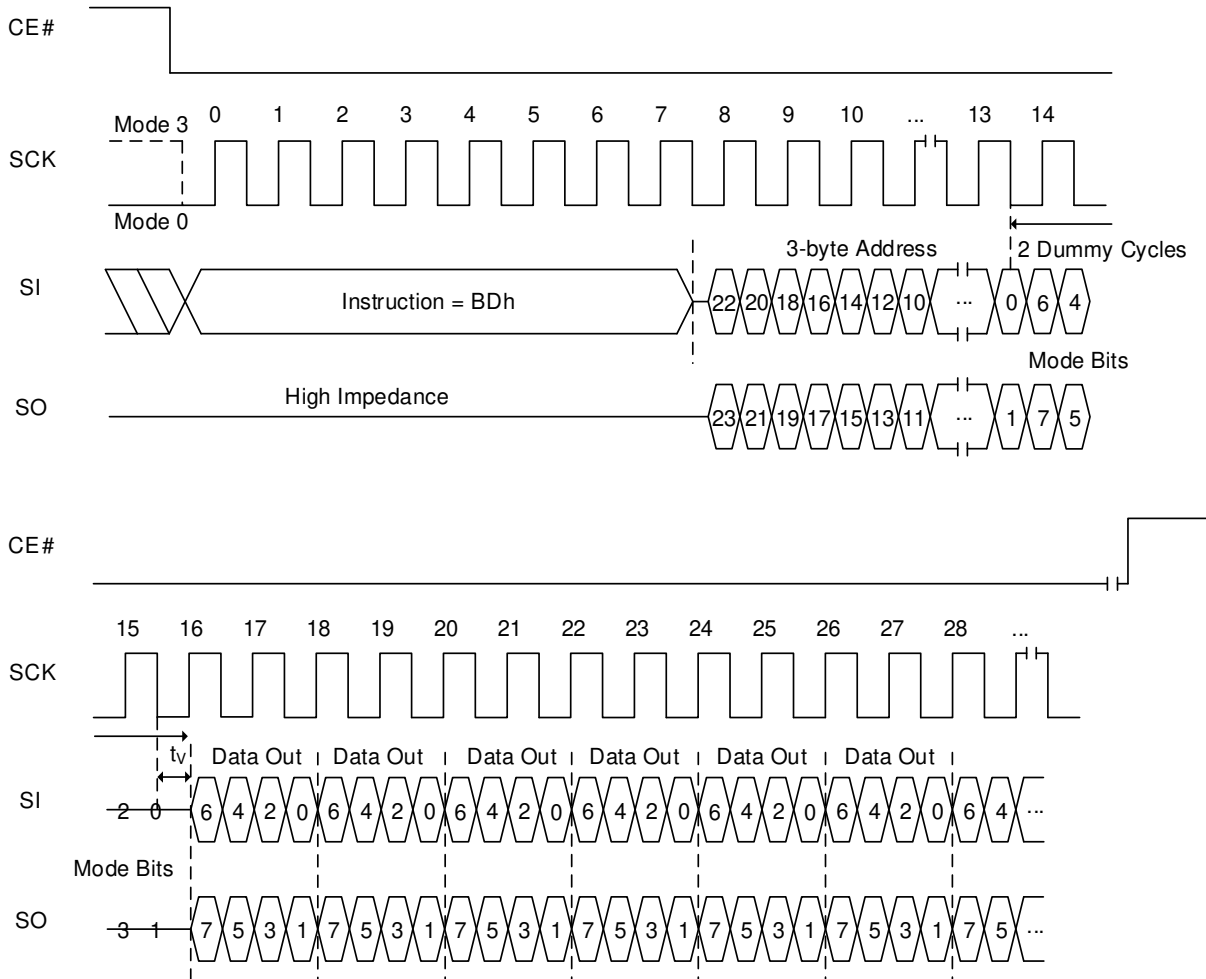 CE#
0 1 2 3 4 5 6 7 8 9 10 ... 13 14
Mode 3
SCK
Mode 0
3-byte Address 2 Dummy Cycles
SI Instruction = BDh 22 20 18 16 14 12 10 ... 0 6 4
Mode Bits
SO High Impedance 23 21 19 17 15 13 11 ... 1 7 5
CE#
15 16 17 18 19 20 21 22 23 24 25 26 27 28 ...
SCK
tV Data Out Data Out Data Out Data Out Data Out Data Out
SI 2 0 6 4 2 0 6 4 2 0 6 4 2 0 6 4 2 0 6 4 2 0 6 4 2 0 6 4 ...
Mode Bits
SO 3 1 7 5 3 1 7 5 3 1 7 5 3 1 7 5 3 1 7 5 3 1 7 5 3 1 7 5 ...